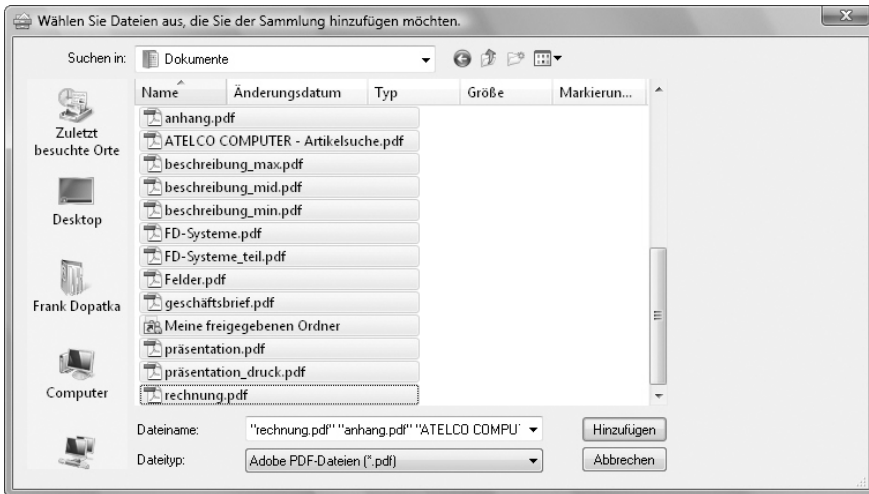 Wählen Sie Dateien aus, die Sie der Sammlung hinzufügen möchten.
Suchen in: Dokumente
Name Änderungsdatum Typ Größe Markierun...
anhang.pdf
ATELCO COMPUTER - Artikelsuche.pdf
beschreibung_max.pdf
beschreibung_mid.pdf
beschreibung_min.pdf
FD-Systeme.pdf
FD-Systeme_teil.pdf
Felder.pdf
geschäftsbrief.pdf
Meine freigegebenen Ordner
präsentation.pdf
präsentation_druck.pdf
rechnung.pdf
Zuletzt
besuchte Orte
Desktop
Frank Dopatka
Computer
Dateiname: "rechnung.pdf" "anhang.pdf" "ATELCO COMPU Hinzufügen
Dateityp: Adobe PDF-Dateien (*.pdf) Abbrechen